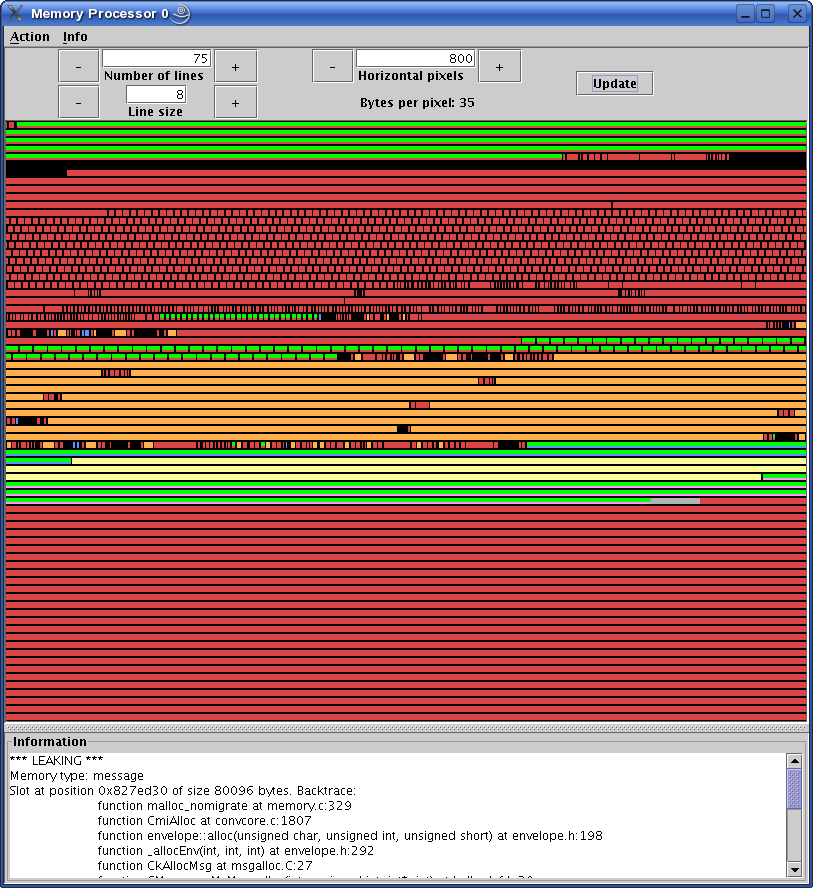 Memory Processor 0
Action Info
- 75 + - 800 +
Number of lines Horizontal pixels
Update
- 8 + Bytes per pixel: 35
Line size
Information
*** LEAKING ***
Memory type: message
Slot at position 0x827ed30 of size 80096 bytes. Backtrace:
function malloc_nomigrate at memory.c:329
function CmiAlloc at convcore.c:1807
function envelope::alloc(unsigned char, unsigned int, unsigned short) at envelope.h:198
function _allocEnv(int, int, int) at envelope.h:292
function CkAllocMsg at msgalloc.C:27